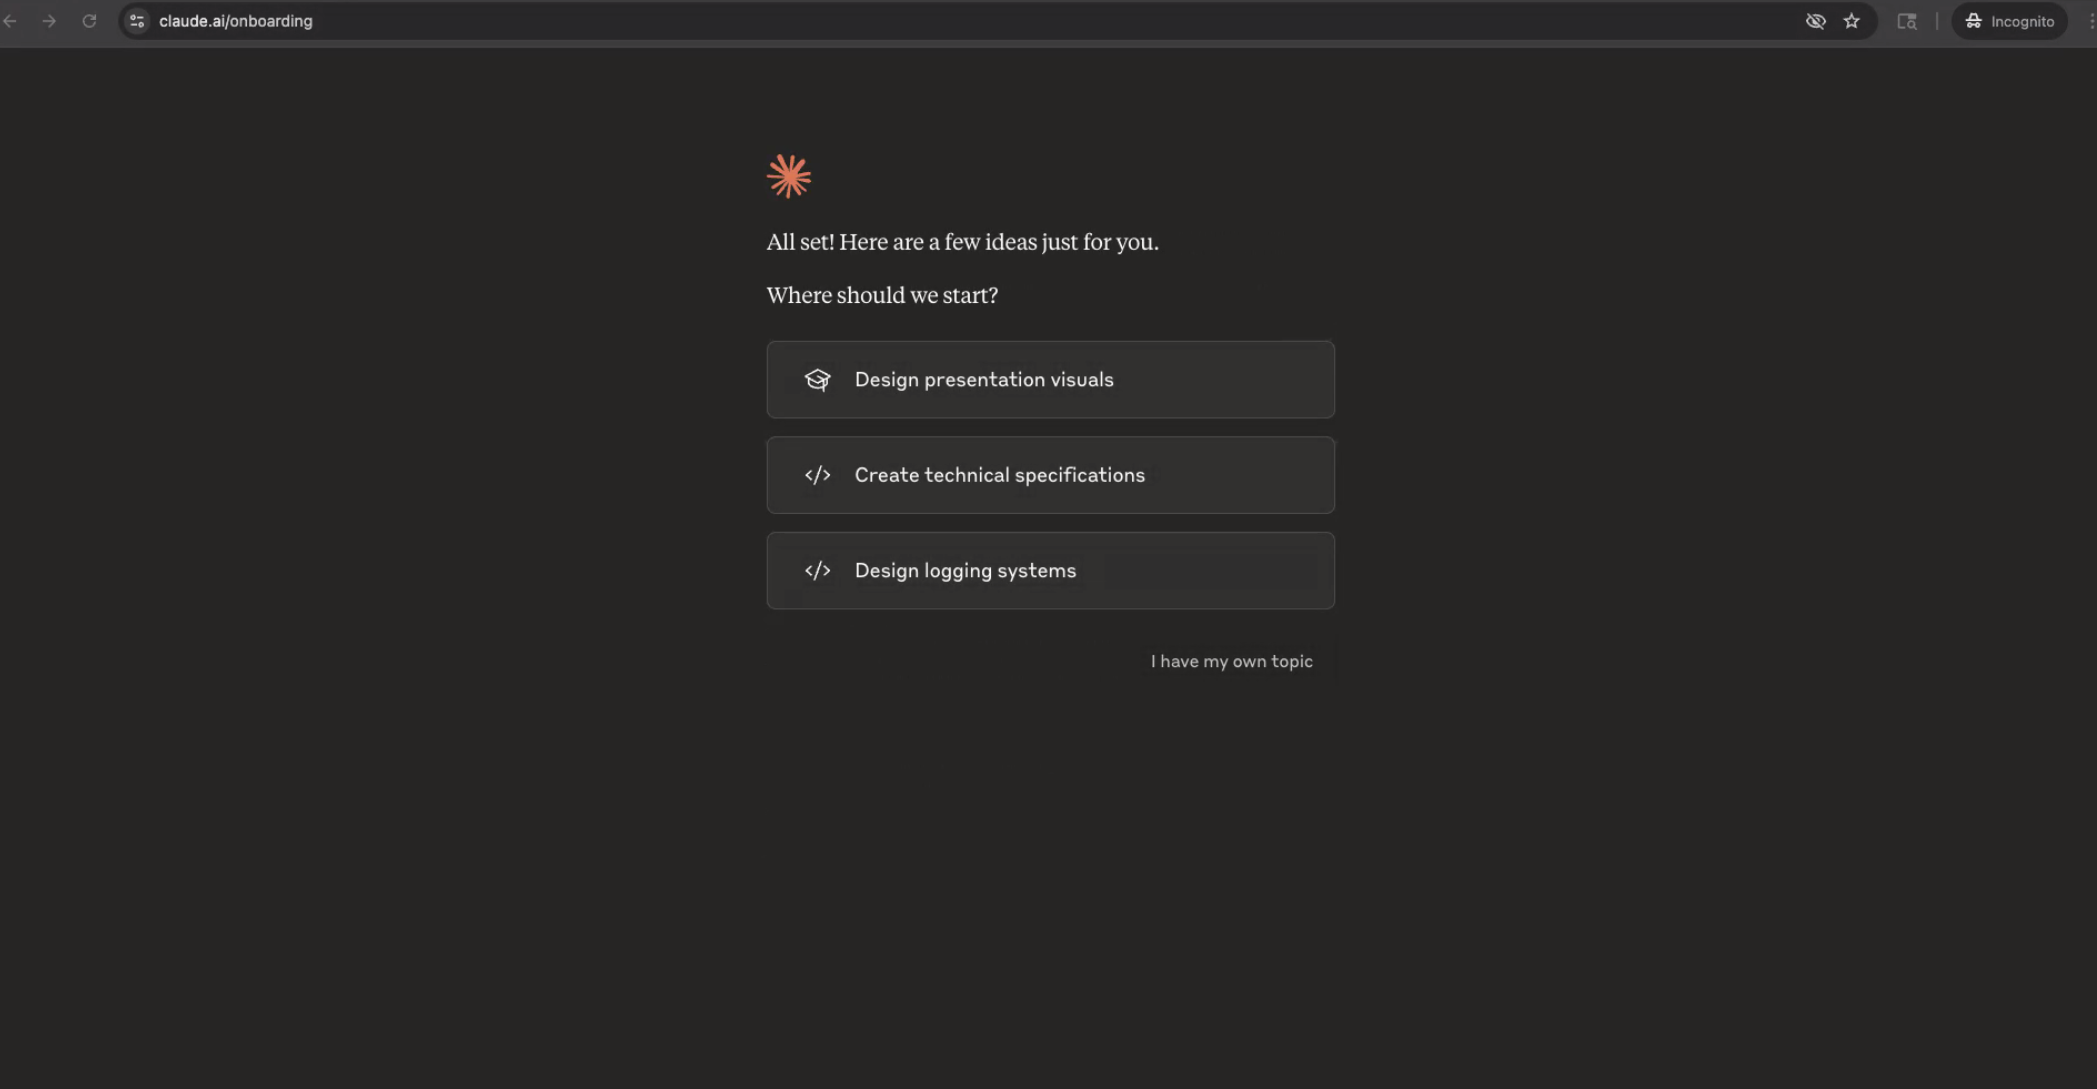 claude.ai/onboarding
Incognito
All set! Here are a few ideas just for you.
Where should we start?
Design presentation visuals
Create technical specifications
Design logging systems
I have my own topic